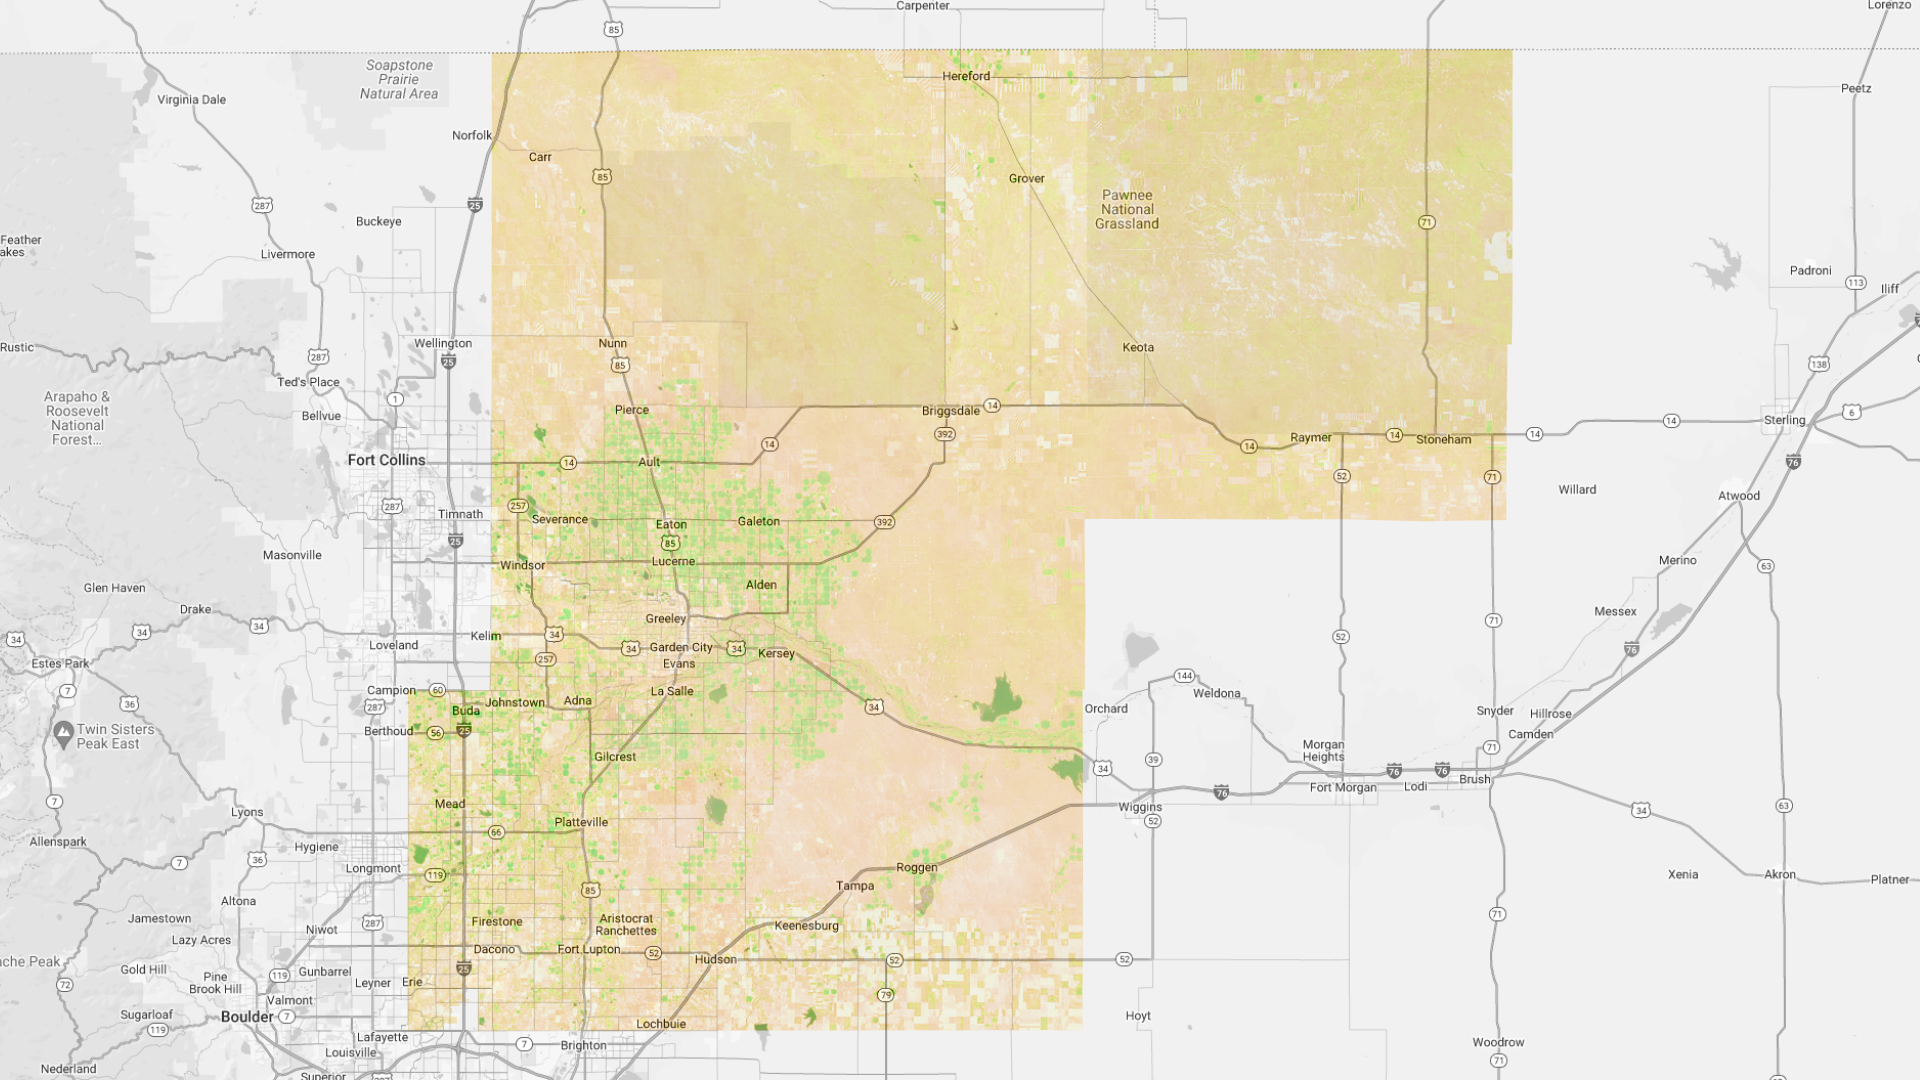 Carpenter
Lorenzo
85
Soapstone
Prairie
Natural Area
Hereford
Virginia Dale
Peetz
Norfolk
Carr
85
Grover
287
25
Pawnee
National
Grassland
Buckeye
71
Feather
akes
Livermore
Padroni
113
Iliff
Rustic
Wellington
Nunn
Keota
287
25
85
138
Ted's Place
Arapaho &
Roosevelt
National
Forest...
1
Bellvue
Pierce
Briggsdale
14
6
Sterling
14
392
14
14
14
14
Raymer
Stoneham
Fort Collins
14
Ault
76
52
71
Willard
Atwood
287
257
Timnath
Severance
Eaton
Galeton
392
25
85
Masonville
Windsor
Lucerne
Merino
63
Glen Haven
Alden
Drake
Messex
34
34
34
Greeley
71
Kelim
34
52
Loveland
34
Garden City
34
Kersey
76
Estes Park
257
Evans
7
Campion
60
La Salle
144
Weldona
36
287
Johnstown
Adna
34
Orchard
Snyder
Hillrose
Buda
Twin Sisters
Peak East
Berthoud
56
25
Camden
Morgan
Heights
71
Gilcrest
39
34
76
76
Brush
Fort Morgan
Lodi
76
7
Mead
Wiggins
63
34
Lyons
Platteville
52
66
Allenspark
Hygiene
36
7
Longmont
119
Roggen
Xenia
Akron
Platner
Tampa
85
Altona
Jamestown
287
Firestone
Aristocrat
Ranchettes
Keenesburg
71
Niwot
Lazy Acres
Dacono
Fort Lupton
52
Hudson
52
52
ache Peak
Gold Hill
119
Gunbarrel
25
Pine
Brook Hill
Leyner
Erie
72
79
Valmont
Sugarloaf
Boulder
7
Lochbuie
Hoyt
119
Lafayette
7
Brighton
Woodrow
Louisville
71
Nederland
Superior
287